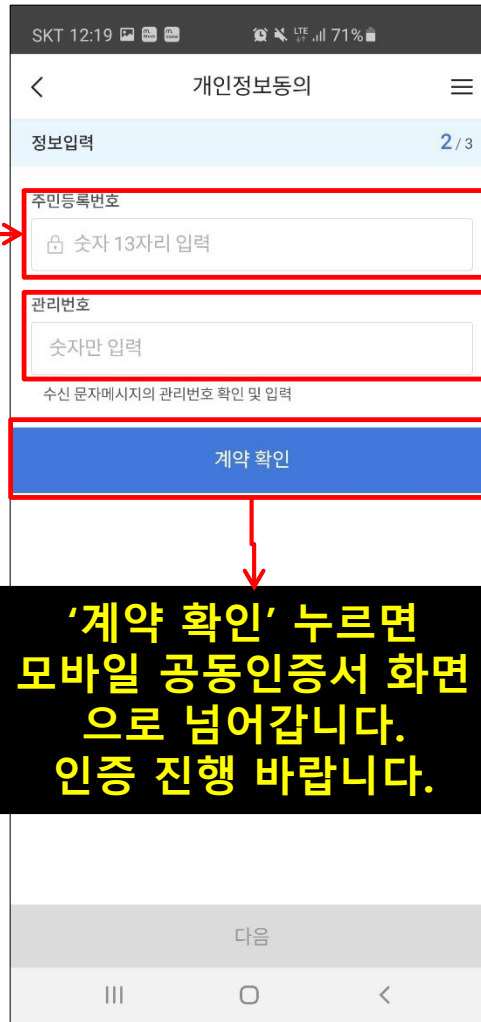 SKT 12:19 LTE 71%
개인정보동의
정보입력 2 / 3
주민등록번호
숫자 13자리 입력
관리번호
숫자만 입력
수신 문자메시지의 관리번호 확인 및 입력
계약 확인
‘계약 확인’ 누르면
모바일 공동인증서 화면
으로 넘어갑니다.
인증 진행 바랍니다.
다음